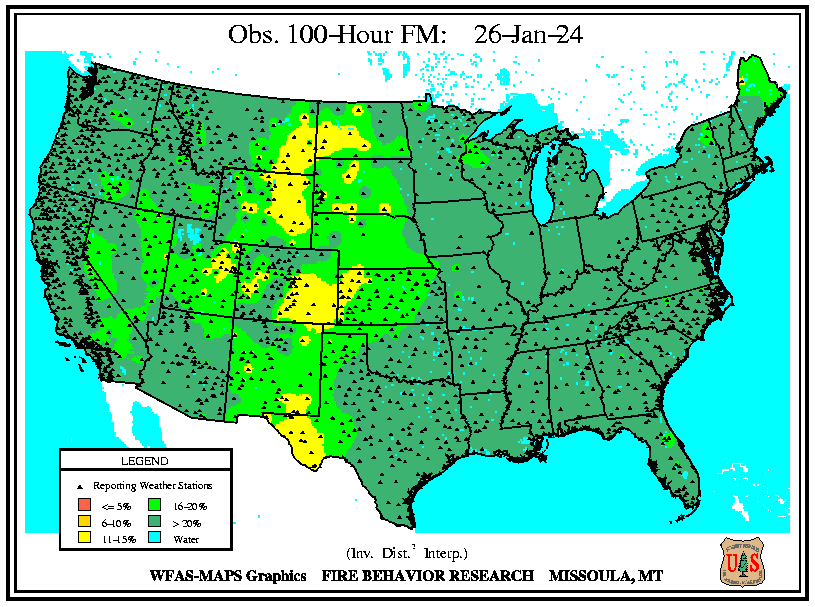 Obs. 100-Hour FM: 26-Jan-24
LEGEND
Reporting Weather Stations
<= 5% 16-20%
6-10% > 20%
11-15% Water
(Inv. Dist.² Interp.)
WFAS-MAPS Graphics FIRE BEHAVIOR RESEARCH MISSOULA, MT
U S